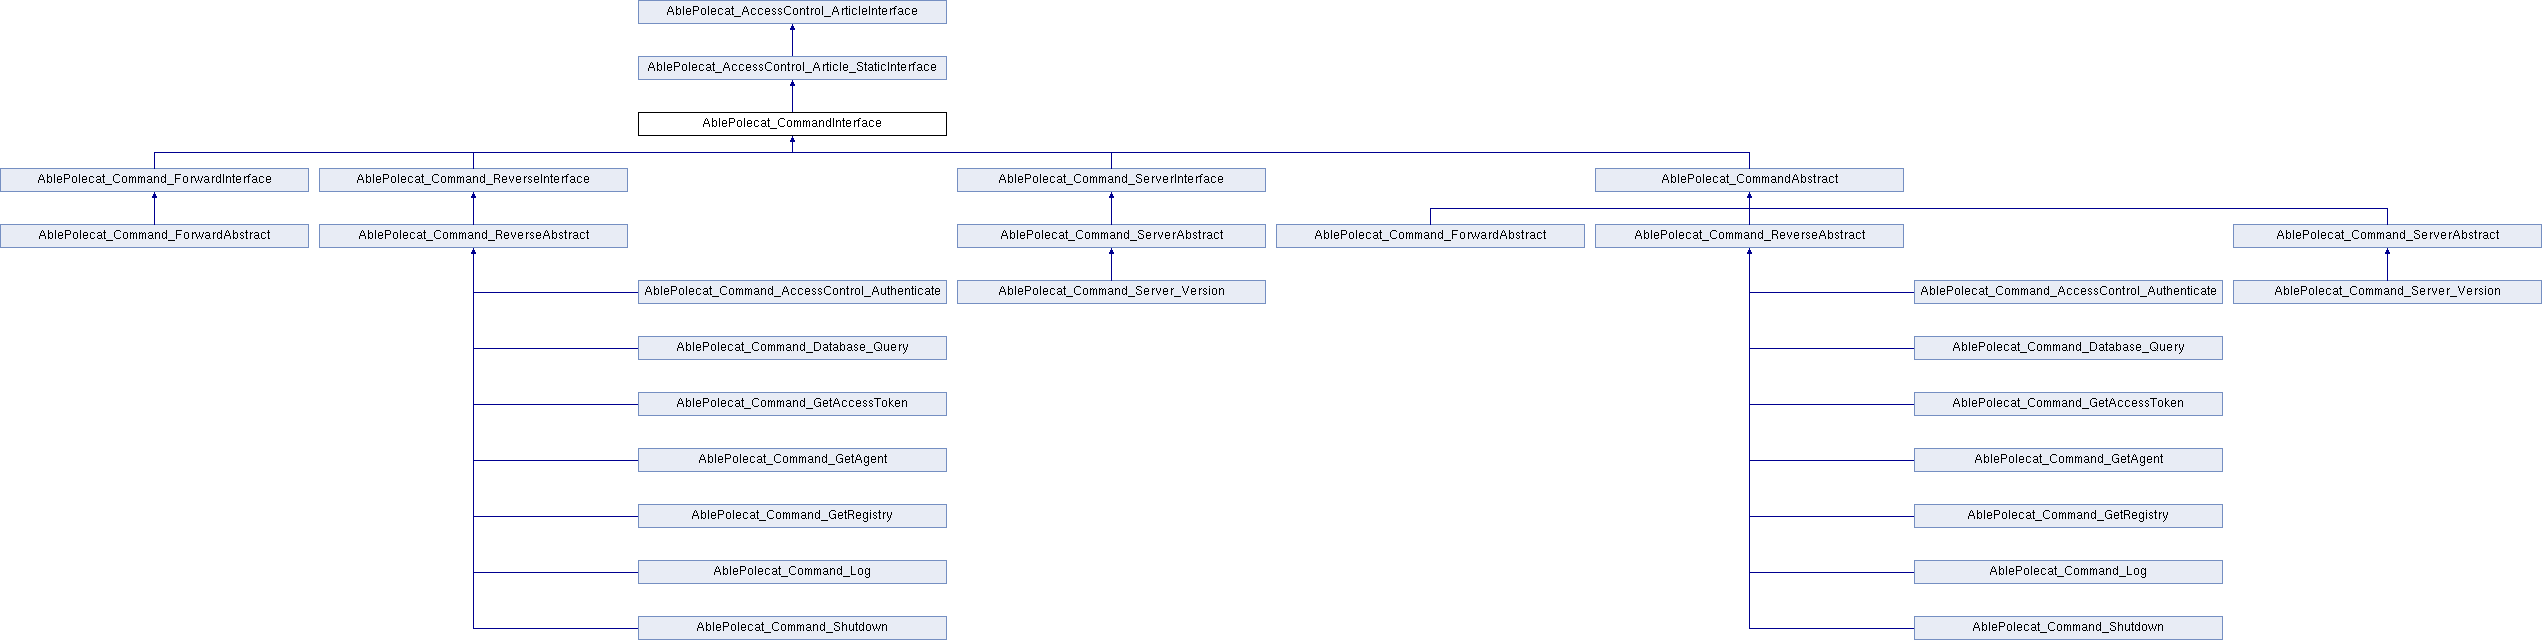 AblePolecat_AccessControl_ArticleInterface
AblePolecat_AccessControl_Article_StaticInterface
AblePolecat_CommandInterface
AblePolecat_Command_ForwardInterface
AblePolecat_Command_ReverseInterface
AblePolecat_Command_ServerInterface
AblePolecat_CommandAbstract
AblePolecat_Command_ForwardAbstract
AblePolecat_Command_ReverseAbstract
AblePolecat_Command_ServerAbstract
AblePolecat_Command_ForwardAbstract
AblePolecat_Command_ReverseAbstract
AblePolecat_Command_ServerAbstract
AblePolecat_Command_AccessControl_Authenticate
AblePolecat_Command_Server_Version
AblePolecat_Command_AccessControl_Authenticate
AblePolecat_Command_Server_Version
AblePolecat_Command_Database_Query
AblePolecat_Command_Database_Query
AblePolecat_Command_GetAccessToken
AblePolecat_Command_GetAccessToken
AblePolecat_Command_GetAgent
AblePolecat_Command_GetAgent
AblePolecat_Command_GetRegistry
AblePolecat_Command_GetRegistry
AblePolecat_Command_Log
AblePolecat_Command_Log
AblePolecat_Command_Shutdown
AblePolecat_Command_Shutdown